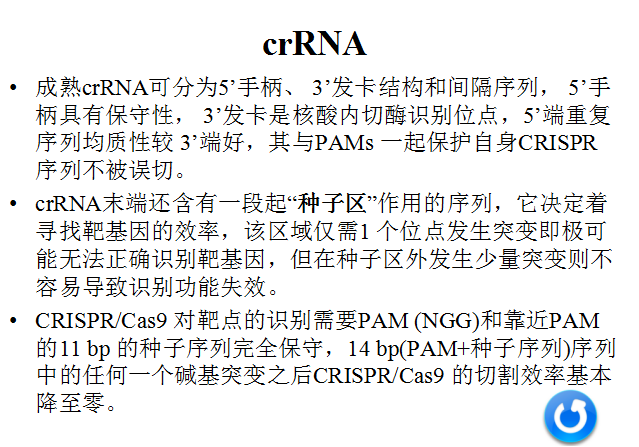 crRNA
• 成熟crRNA可分为5’手柄、 3’发卡结构和间隔序列， 5’手
柄具有保守性， 3’发卡是核酸内切酶识别位点，5’端重复
序列均质性较 3’端好，其与PAMs 一起保护自身CRISPR
序列不被误切。
• crRNA末端还含有一段起“种子区”作用的序列，它决定着
寻找靶基因的效率，该区域仅需1 个位点发生突变即极可
能无法正确识别靶基因，但在种子区外发生少量突变则不
容易导致识别功能失效。
• CRISPR/Cas9 对靶点的识别需要PAM (NGG)和靠近PAM
的11 bp 的种子序列完全保守，14 bp(PAM+种子序列)序列
中的任何一个碱基突变之后CRISPR/Cas9 的切割效率基本
降至零。